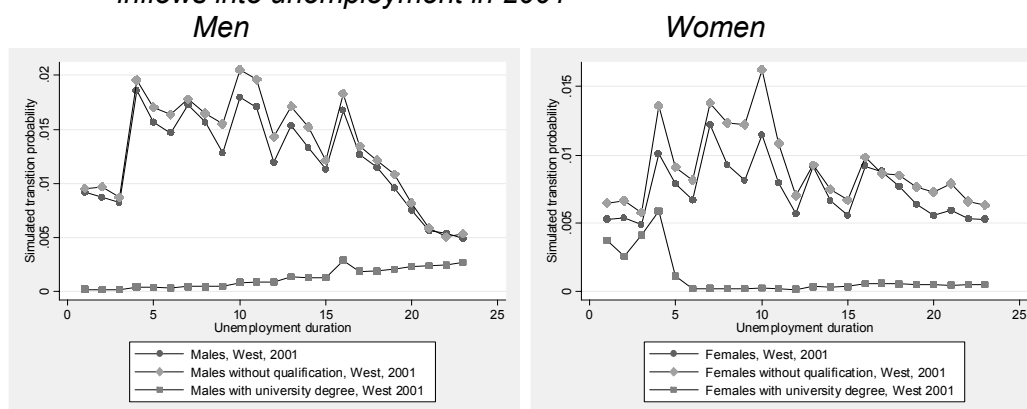 inflows into unemployment in 2001
Men
Women
Simulated transition probability
0 .005 .01 .015 .02
0 5 10 15 20 25
Unemployment duration
Males, West, 2001
Males without qualification, West, 2001
Males with university degree, West 2001
Simulated transition probability
0 .005 .01 .015
0 5 10 15 20 25
Unemployment duration
Females, West, 2001
Females without qualification, West, 2001
Females with university degree, West 2001